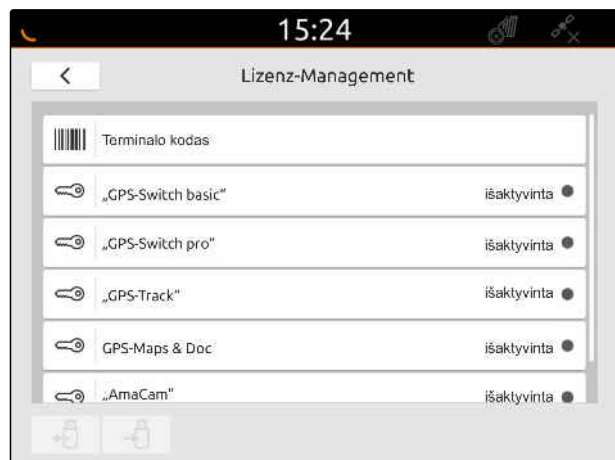 15:24
Lizenz-Management
Terminalo kodas
„GPS-Switch basic“ išaktyvinta
„GPS-Switch pro“ išaktyvinta
„GPS-Track“ išaktyvinta
GPS-Maps & Doc išaktyvinta
„AmaCam“ išaktyvinta